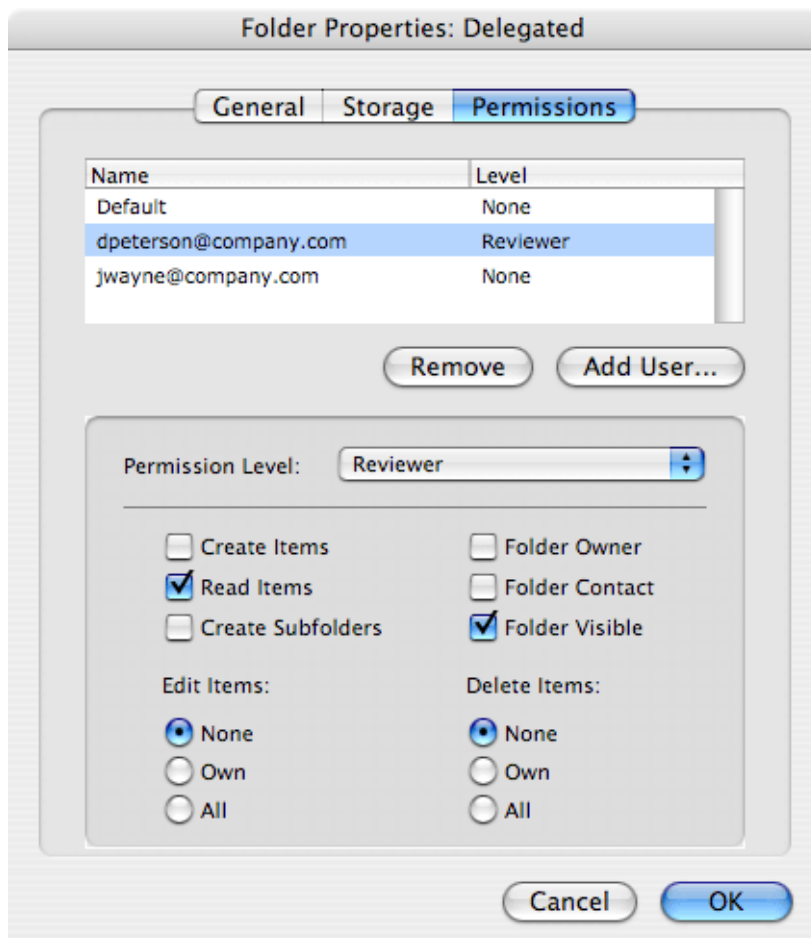 Folder Properties: Delegated
General Storage Permissions
Name Level
Default None
dpeterson@company.com Reviewer
jwayne@company.com None
Remove Add User...
Permission Level: Reviewer
Create Items Folder Owner
Read Items Folder Contact
Create Subfolders Folder Visible
Edit Items: Delete Items:
None None
Own Own
All All
Cancel OK